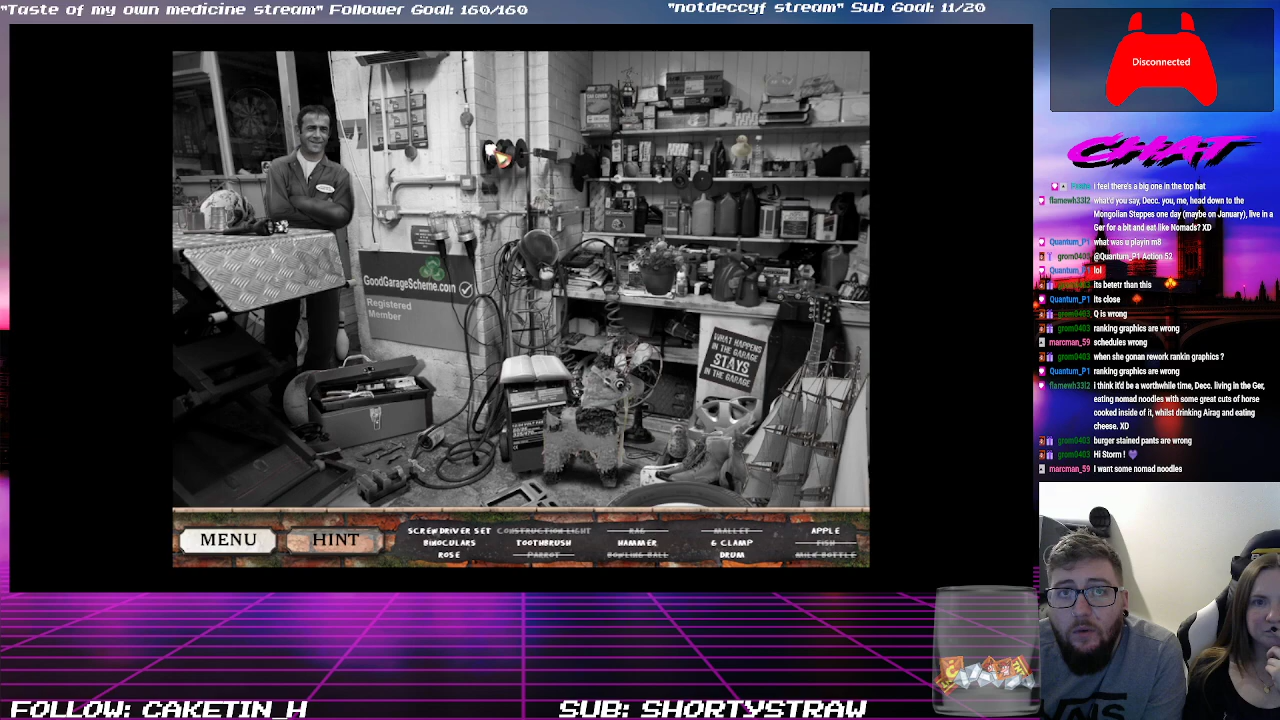 "Taste of my own medicine stream" Follower Goal: 160/160
"notdeccyf stream" Sub Goal: 11/20
Disconnected
CHAT
i feel there's a big one in the top hat
flamewh33l2 what'd you say, Decc. you, me, head down to the
Mongolian Steppes one day (maybe on January), live in a
Ger for a bit and eat like Nomads? XD
Quantum_P1 what was u playin m8
grom0403 @Quantum_P1 Action 52
Quantum_P1 lol
grom0403 its betetr than this
Quantum_P1 Its close
grom0403 Q is wrong
grom0403 ranking graphics are wrong
marcman_59 schedules wrong
grom0403 when she gonan rework rankin graphics ?
Quantum_P1 ranking graphics are wrong
flamewh33l2 i think it'd be a worthwhile time, Decc. living in the Ger,
eating nomad noodles with some great cuts of horse
cooked inside of it, whilst drinking Airag and eating
cheese. XD
grom0403 burger stained pants are wrong
grom0403 Hi Storm ! 💜
marcman_59 I want some nomad noodles
GoodGarageScheme.com
Registered
Member
WHAT HAPPENS
IN THE GARAGE
STAYS
IN THE GARAGE
MENU
HINT
SCREWDRIVER SET CONSTRUCTION LIGHT RAG MALLET APPLE
BINOCULARS TOOTHBRUSH HAMMER G CLAMP FISH
ROSE PARROT BOWLING BALL DRUM MILK BOTTLE
FOLLOW: CAKETIN_H
SUB: SHORTYSTRAW
VANS